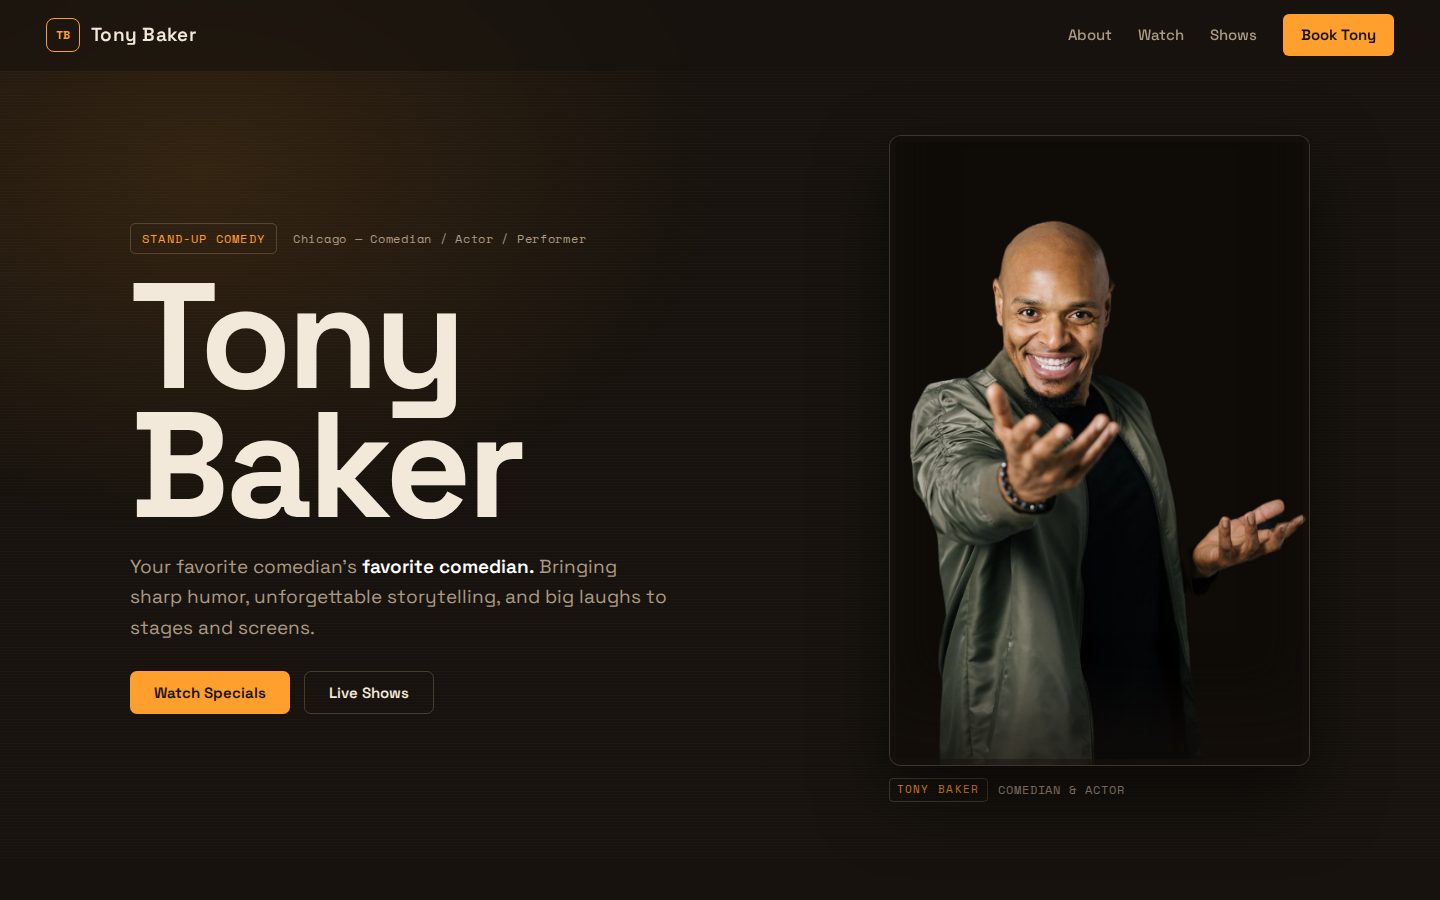 TB Tony Baker
About Watch Shows Book Tony
STAND-UP COMEDY Chicago — Comedian / Actor / Performer
Tony
Baker
Your favorite comedian’s favorite comedian. Bringing
sharp humor, unforgettable storytelling, and big laughs to
stages and screens.
Watch Specials Live Shows
TONY BAKER COMEDIAN & ACTOR